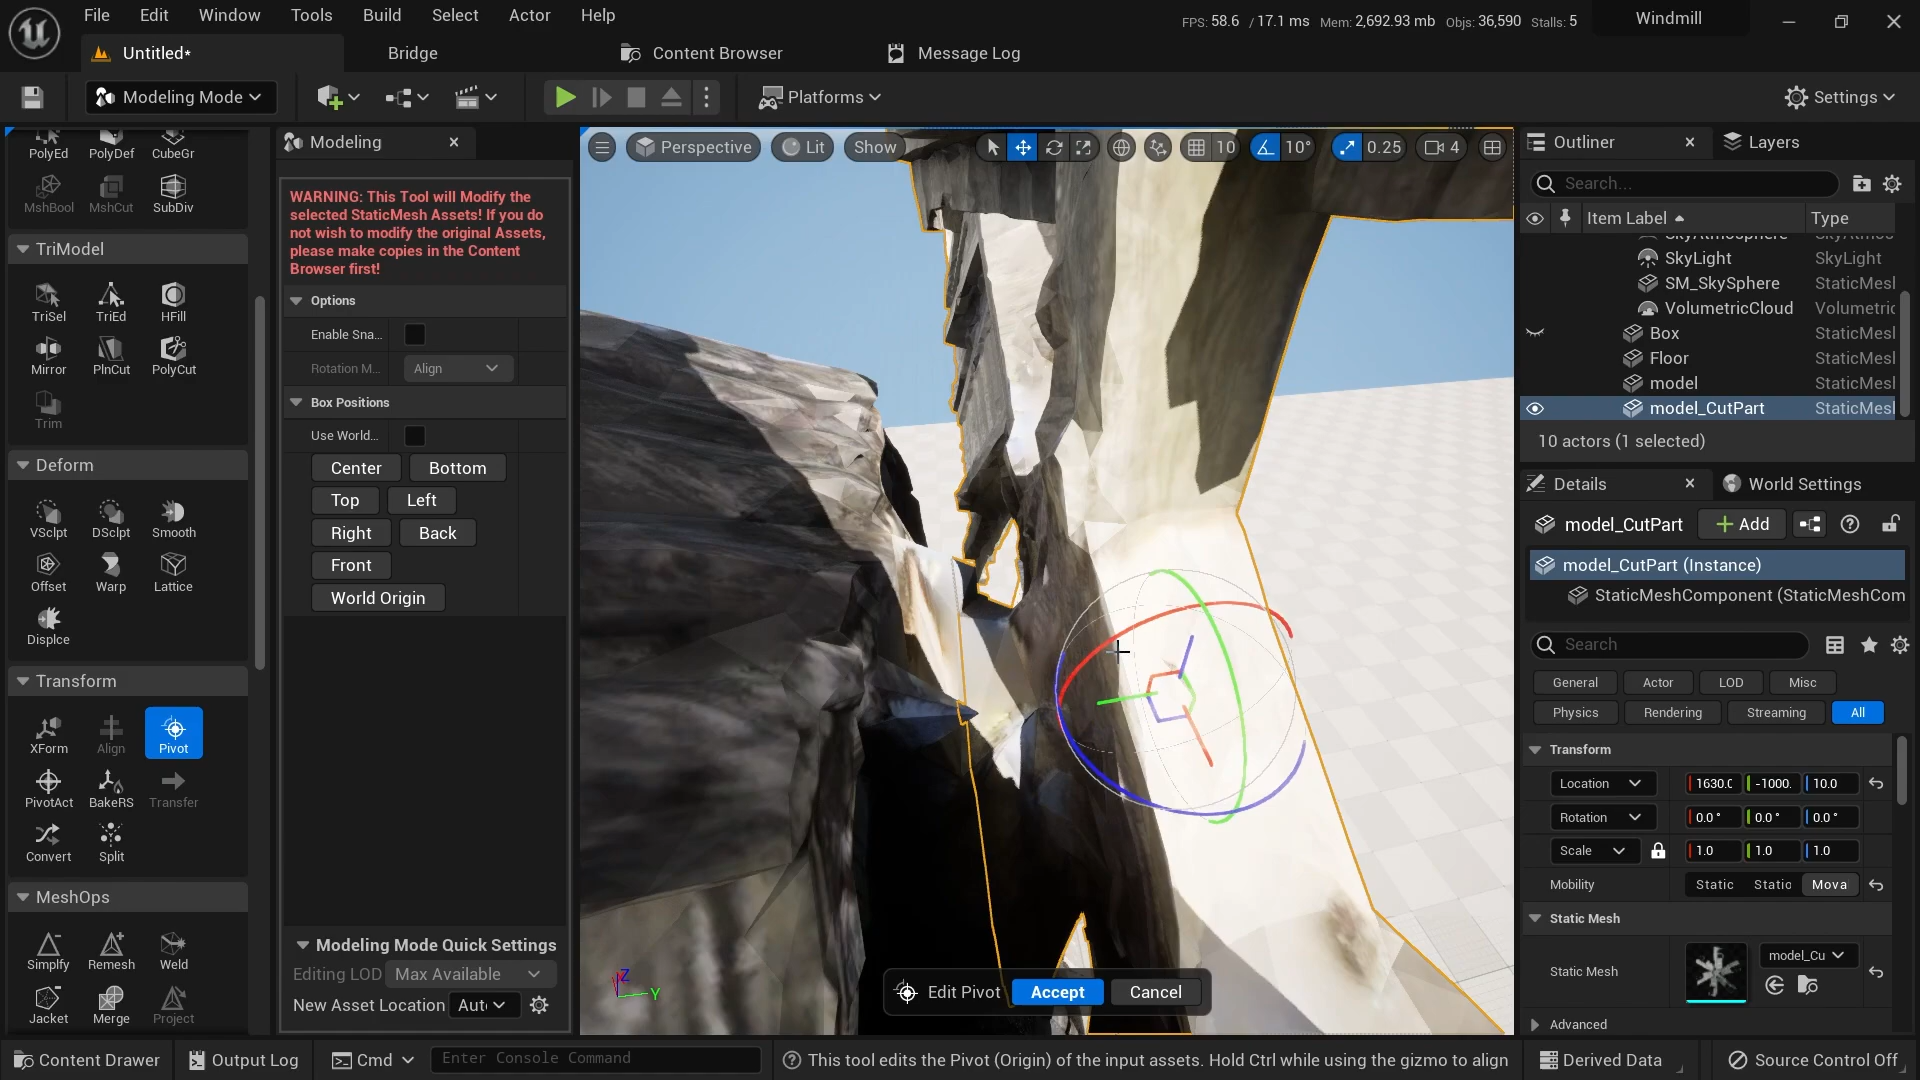 File Edit Window Tools Build Select Actor Help
FPS: 58.6 / 17.1 ms Mem: 2,692.93 mb Objs: 36,590 Stalls: 5
Windmill
Untitled*
Bridge
Content Browser
Message Log
Modeling Mode
Platforms
Settings
PolyEd PolyDef CubeGr
MshBool MshCut SubDiv
TriModel
TriSel TriEd HFill
Mirror PlnCut PolyCut
Trim
Deform
VSclpt DSclpt Smooth
Offset Warp Lattice
Displce
Transform
XForm Align Pivot
PivotAct BakeRS Transfer
Convert Split
MeshOps
Simplfy Remesh Weld
Jacket Merge Project
Modeling
WARNING: This Tool will Modify the
selected StaticMesh Assets! If you do
not wish to modify the original Assets,
please make copies in the Content
Browser first!
Options
Enable Sna...
Rotation M... Align
Box Positions
Use World...
Center Bottom
Top Left
Right Back
Front
World Origin
Modeling Mode Quick Settings
Editing LOD Max Available
New Asset Location Aut
Perspective Lit Show 10 10° 0.25 4
Z
Y
Edit Pivot Accept Cancel
Outliner
Layers
Search...
Item Label Type
SkyAtmosphere SkyAtmos
SkyLight SkyLight
SM_SkySphere StaticMesl
VolumetricCloud Volumetric
Box StaticMesl
Floor StaticMesl
model StaticMesl
model_CutPart StaticMesl
10 actors (1 selected)
Details
World Settings
model_CutPart Add
model_CutPart (Instance)
StaticMeshComponent (StaticMeshCom
Search
General Actor LOD Misc
Physics Rendering Streaming All
Transform
Location 1630.0 -1000. 10.0
Rotation 0.0° 0.0° 0.0°
Scale 1.0 1.0 1.0
Mobility Static Statio Mova
Static Mesh
Static Mesh model_Cu
Advanced
Content Drawer Output Log Cmd Enter Console Command
This tool edits the Pivot (Origin) of the input assets. Hold Ctrl while using the gizmo to align
Derived Data
Source Control Off